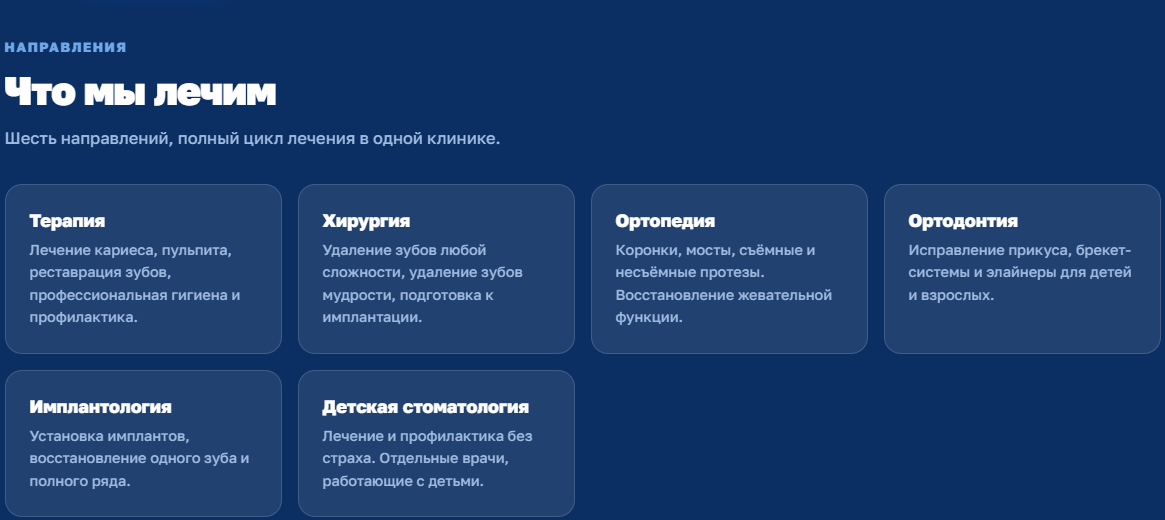 НАПРАВЛЕНИЯ
Что мы лечим
Шесть направлений, полный цикл лечения в одной клинике.
Терапия
Лечение кариеса, пульпита,
реставрация зубов,
профессиональная гигиена и
профилактика.
Хирургия
Удаление зубов любой
сложности, удаление зубов
мудрости, подготовка к
имплантации.
Ортопедия
Коронки, мосты, съёмные и
несъёмные протезы.
Восстановление жевательной
функции.
Ортодонтия
Исправление прикуса, брекет-
системы и элайнеры для детей
и взрослых.
Имплантология
Установка имплантов,
восстановление одного зуба и
полного ряда.
Детская стоматология
Лечение и профилактика без
страха. Отдельные врачи,
работающие с детьми.